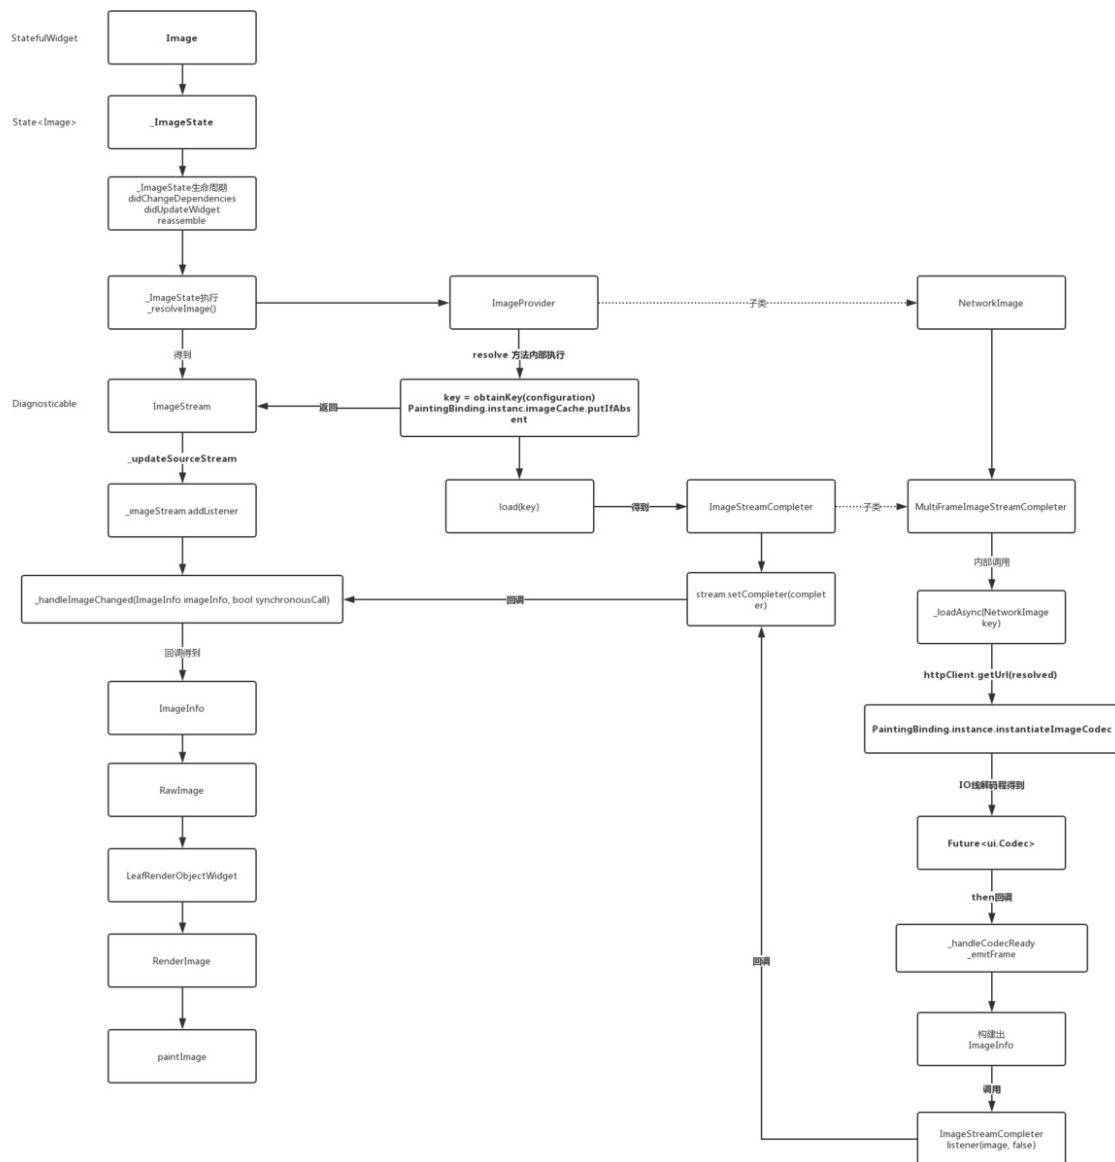 StatefulWidget
Image
State<Image>
_ImageState
_ImageState生命周期
didChangeDependencies
didUpdateWidget
reassemble
_ImageState执行
_resolveImage()
ImageProvider
子类
NetworkImage
得到
resolve 方法内部执行
Diagnosticable
ImageStream
返回
key = obtainKey(configuration)
PaintingBinding.instanc.imageCache.putIfAbs
ent
_updateSourceStream
_imageStream.addListener
load(key)
得到
ImageStreamCompleter
子类
MultiFrameImageStreamCompleter
内部调用
_handleImageChanged(ImageInfo imageInfo, bool synchronousCall)
回调
stream.setCompleter(complet
er)
_loadAsync(NetworkImage
key)
回调得到
httpClient.getUrl(resolved)
ImageInfo
PaintingBinding.instance.instantiateImageCodec
IO线解码程得到
RawImage
Future<ui.Codec>
LeafRenderObjectWidget
then回调
_handleCodecReady
_emitFrame
RenderImage
回调
构建出
ImageInfo
paintImage
调用
ImageStreamCompleter
listener(image, false)